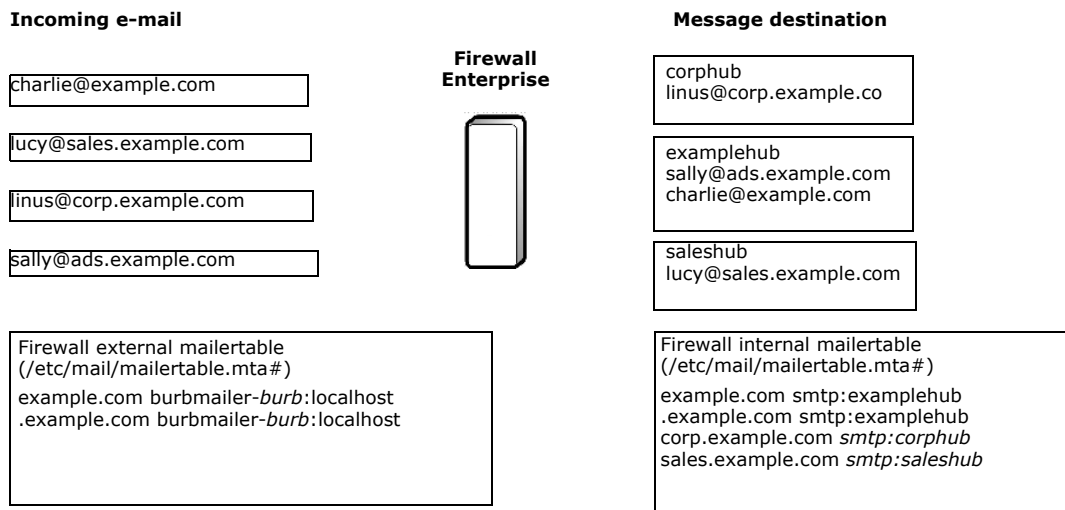 Incoming e-mail
Message destination
Firewall
Enterprise
charlie@example.com
lucy@sales.example.com
linus@corp.example.com
sally@ads.example.com
corphub
linus@corp.example.co
examplehub
sally@ads.example.com
charlie@example.com
saleshub
lucy@sales.example.com
Firewall external mailertable
(/etc/mail/mailertable.mta#)
example.com burbmailer-burb:localhost
.example.com burbmailer-burb:localhost
Firewall internal mailertable
(/etc/mail/mailertable.mta#)
example.com smtp:examplehub
.example.com smtp:examplehub
corp.example.com smtp:corphub
sales.example.com smtp:saleshub